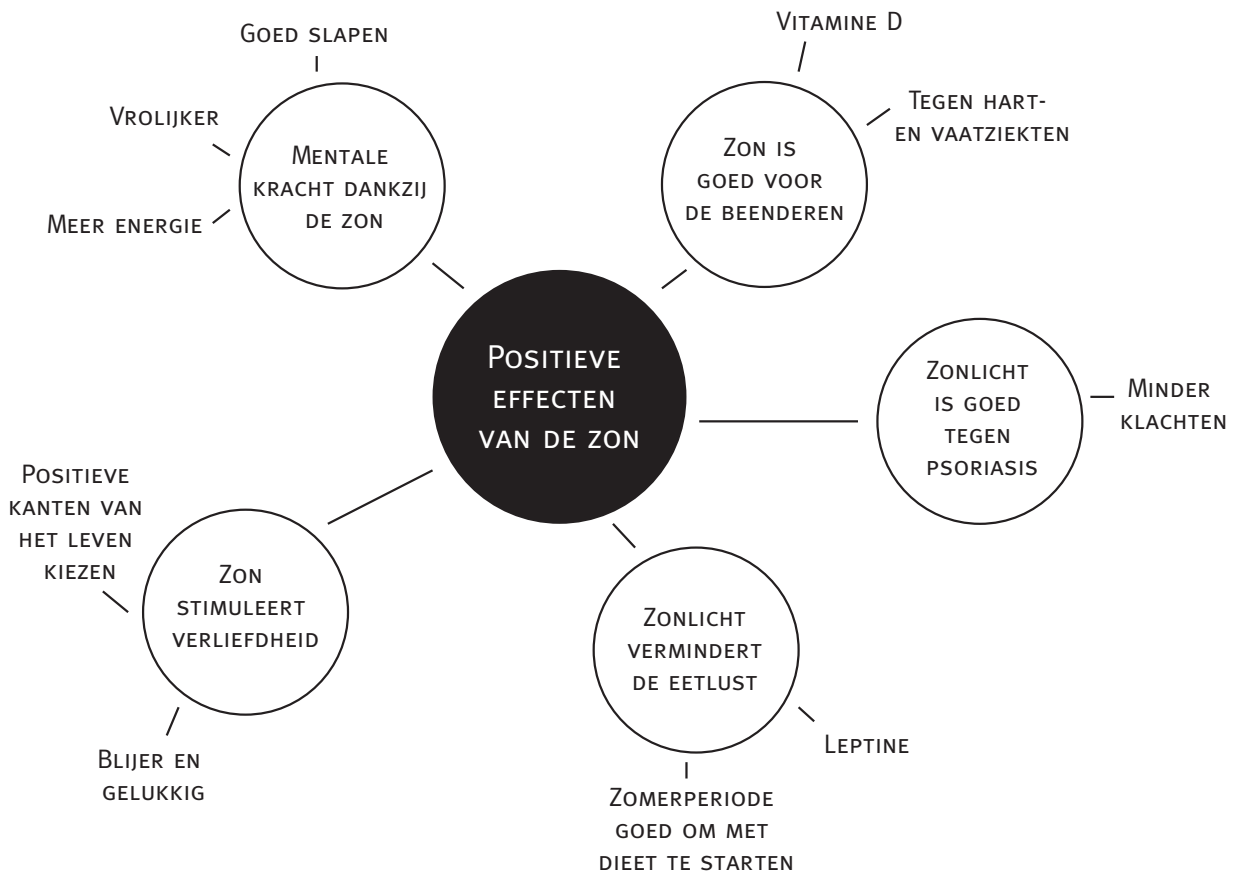 Goed slapen
Vrolijker
Meer energie
Mentale
kracht dankzij
de zon
Vitamine D
Tegen hart-
en vaatziekten
Zon is
goed voor
de beenderen
Positieve
effecten
van de zon
Zonlicht
is goed
tegen
psoriasis
Minder
klachten
Positieve
kanten van
het leven
kiezen
Zon
stimuleert
verliefdheid
Blijer en
gelukkig
Zonlicht
vermindert
de eetlust
Leptine
Zomerperiode
goed om met
dieet te starten